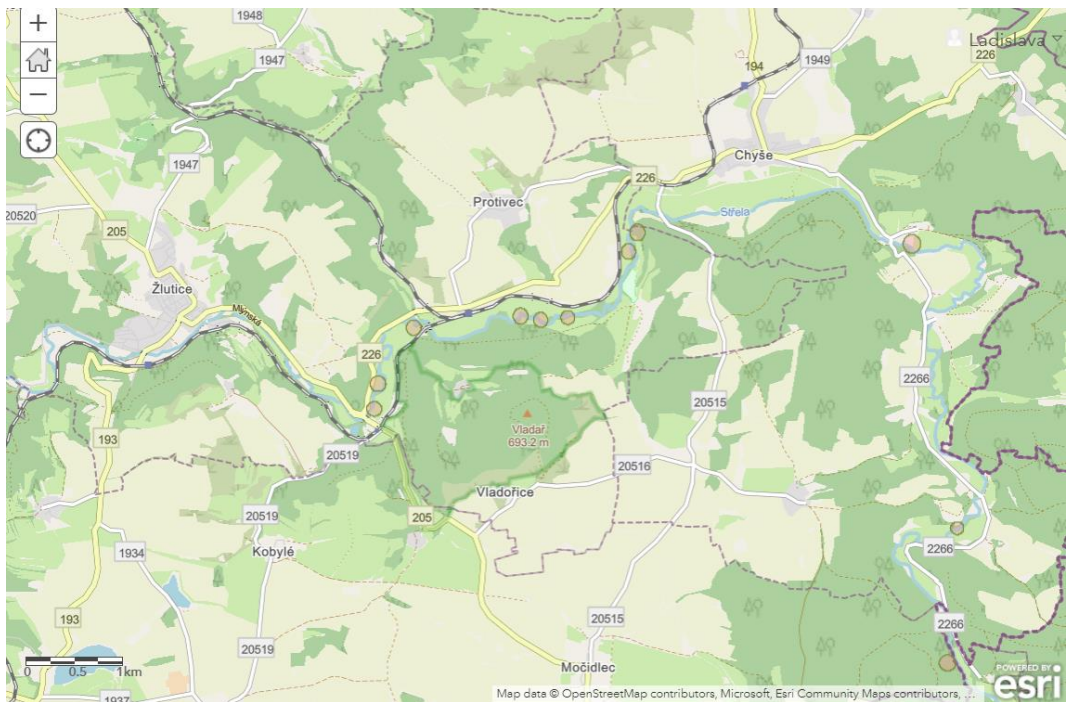 +
−
1948
1947
194
1949
Ladislava
226
1947
Chyše
226
Protivec
20520
205
Střela
Žlutice
Mlýnská
226
2266
20515
193
Vladař
693.2 m
20519
20516
Vladořice
205
20519
Kobylé
1934
2266
193
20515
2266
20519
Močidlec
0 0.5 1km
1937
POWERED BY
esri
Map data © OpenStreetMap contributors, Microsoft, Esri Community Maps contributors, ...